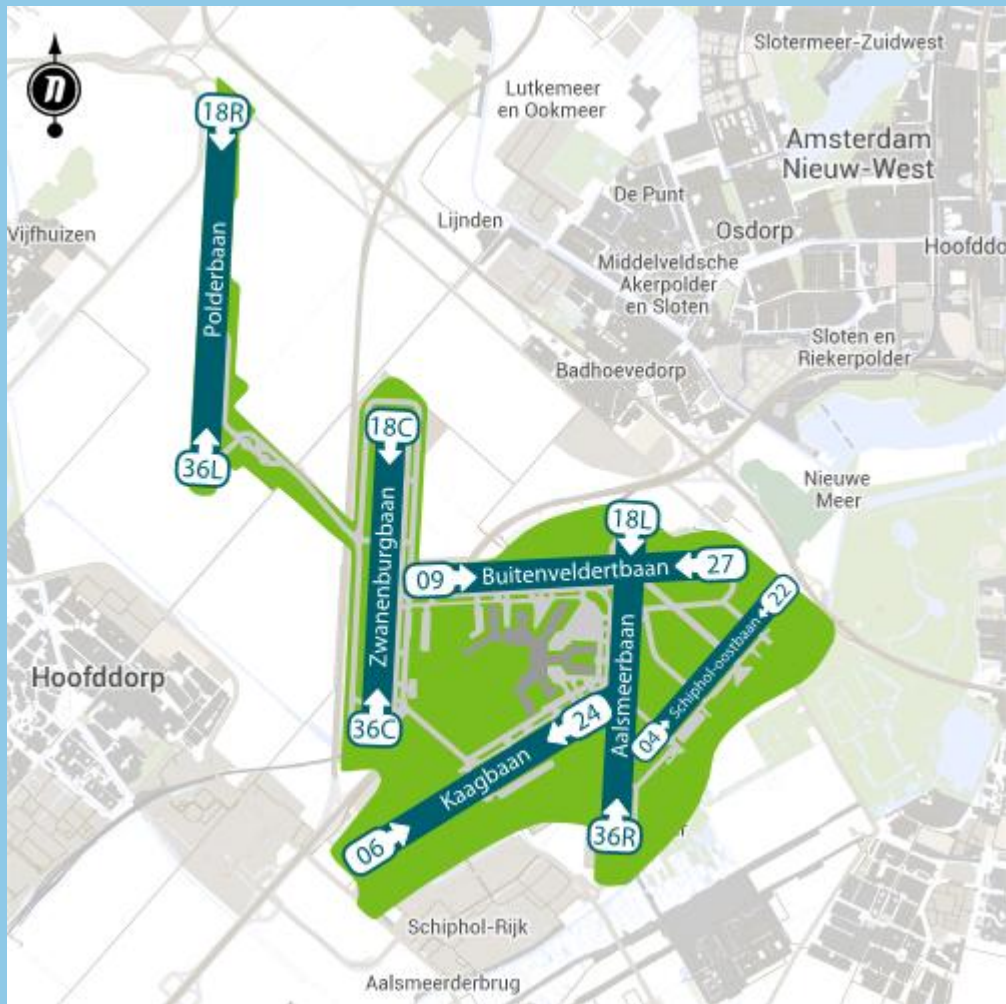 Slotermeer-Zuidwest
N
Lutkemeer
en Ookmeer
18R
Amsterdam
Nieuw-West
De Punt
Lijnden
Osdorp
Vijfhuizen
Hoofddo
Middelveldsche
Akerpolder
en Sloten
Polderbaan
Sloten en
Riekerpolder
Badhoevedorp
18C
36L
Nieuwe
Meer
18L
Zwanenburgbaan
09
Buitenveldertbaan
27
22
Schiphol-oostbaan
Hoofddorp
24
Aalsmeerbaan
36C
04
Kaagbaan
06
36R
r
Schiphol-Rijk
Aalsmeerderbrug